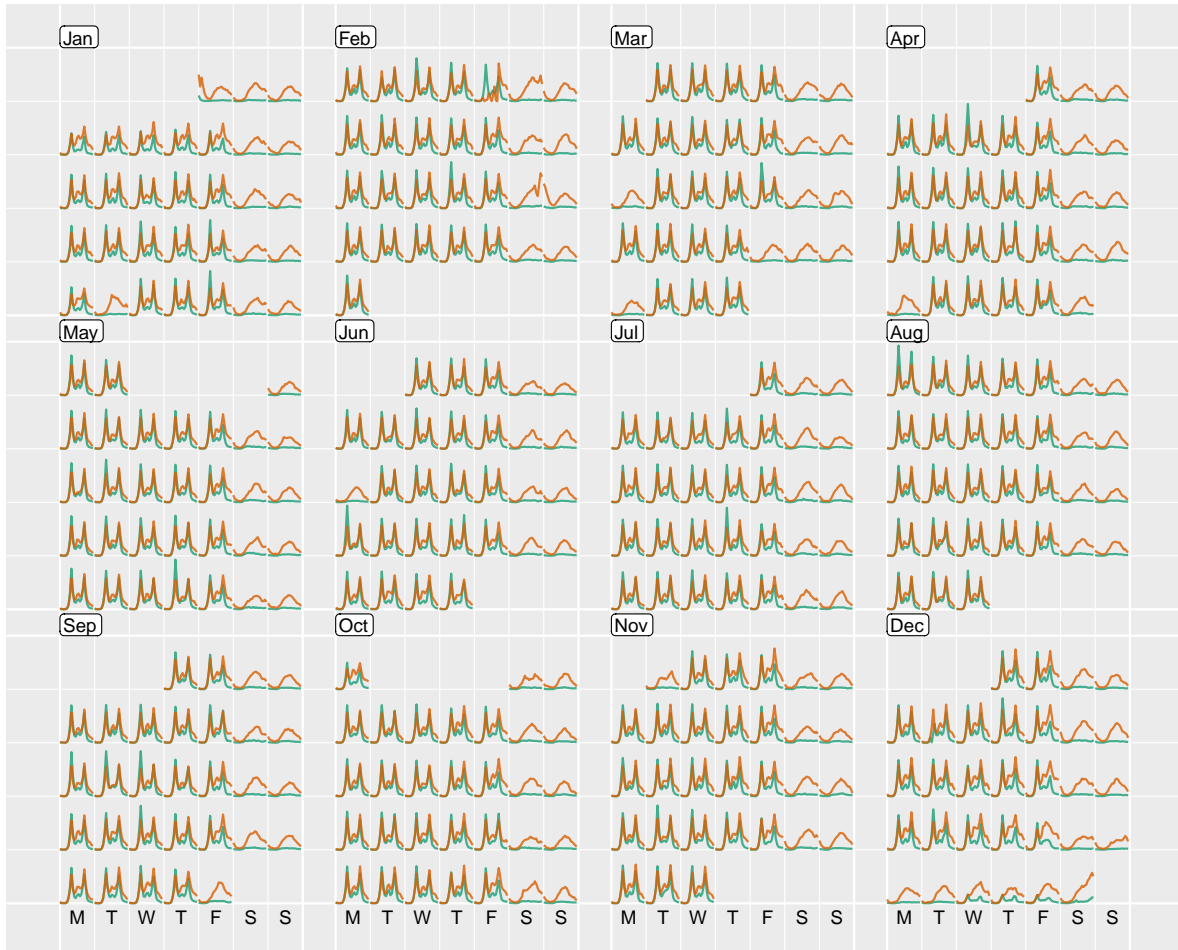 Jan Feb Mar Apr
May Jun Jul Aug
Sep Oct Nov Dec
M T W T F S S M T W T F S S M T W T F S S M T W T F S S